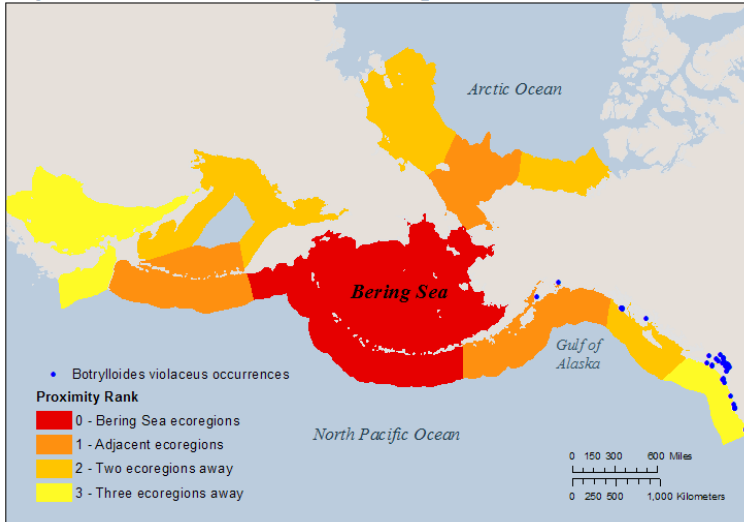 Arctic Ocean
Bering Sea
Gulf of
Alaska
Botrylloides violaceus occurrences
Proximity Rank
0 - Bering Sea ecoregions
1 - Adjacent ecoregions
2 - Two ecoregions away
3 - Three ecoregions away
North Pacific Ocean
0 150 300 600 Miles
0 250 500 1,000 Kilometers